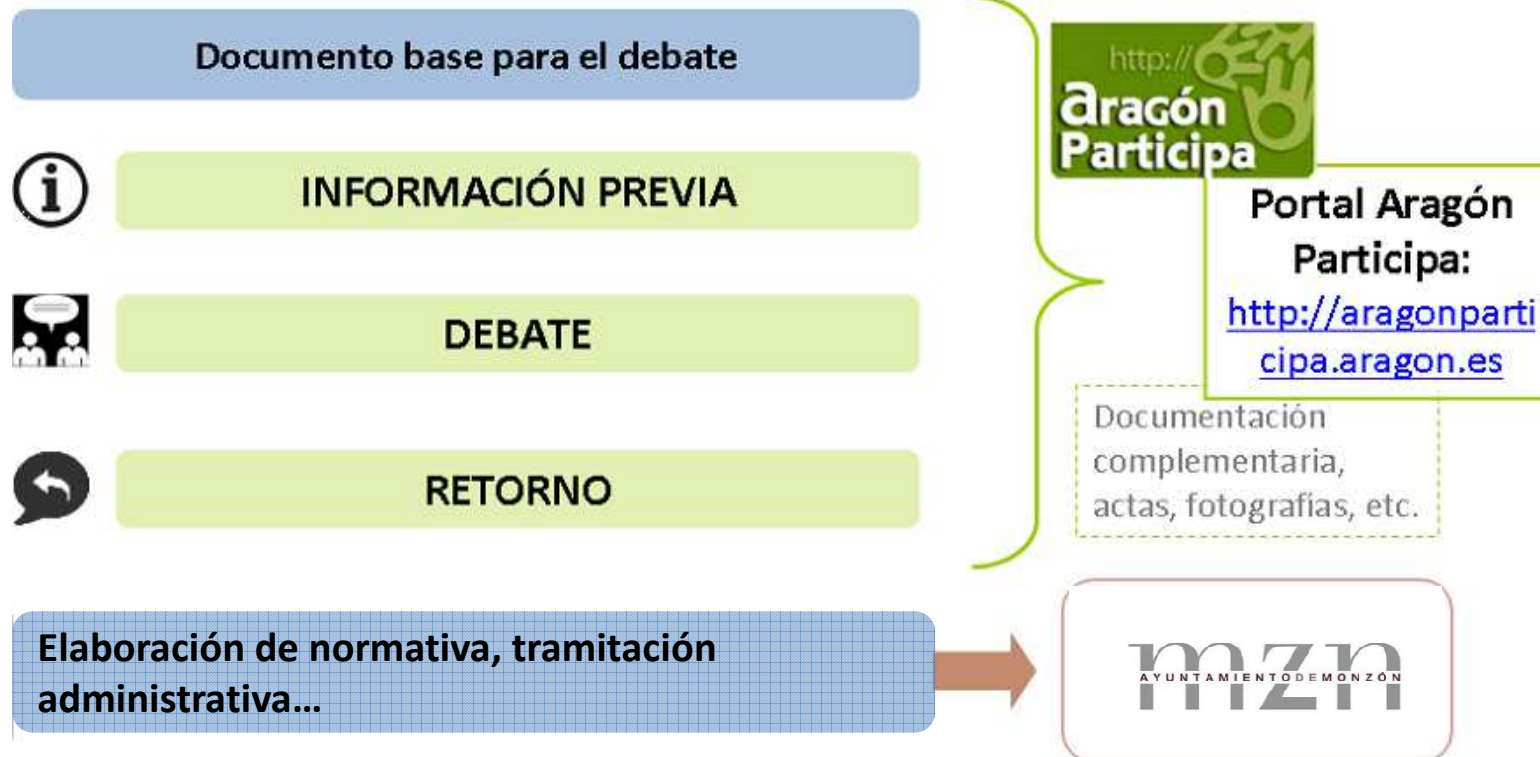 Documento base para el debate
i
INFORMACIÓN PREVIA
DEBATE
RETORNO
http://
aragón
Participa
Portal Aragón
Participa:
http://aragonparti
cipa.aragon.es
Documentación
complementaria,
actas, fotografías, etc.
Elaboración de normativa, tramitación
administrativa...
mzn
AYUNTAMIENTODEMONZÓN